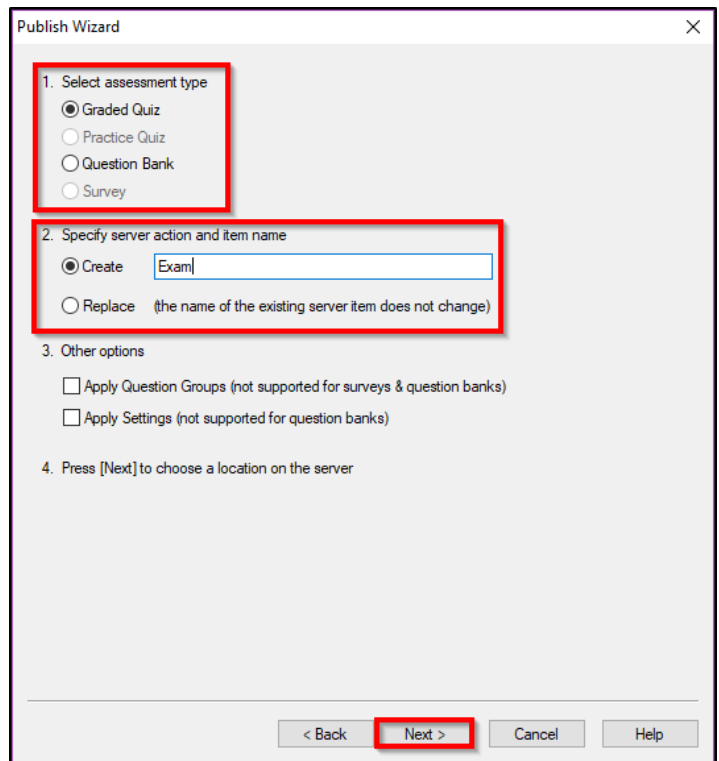 Publish Wizard
1. Select assessment type
Graded Quiz
Practice Quiz
Question Bank
Survey
2. Specify server action and item name
Create Exam
Replace (the name of the existing server item does not change)
3. Other options
Apply Question Groups (not supported for surveys & question banks)
Apply Settings (not supported for question banks)
4. Press [Next] to choose a location on the server
< Back Next > Cancel Help